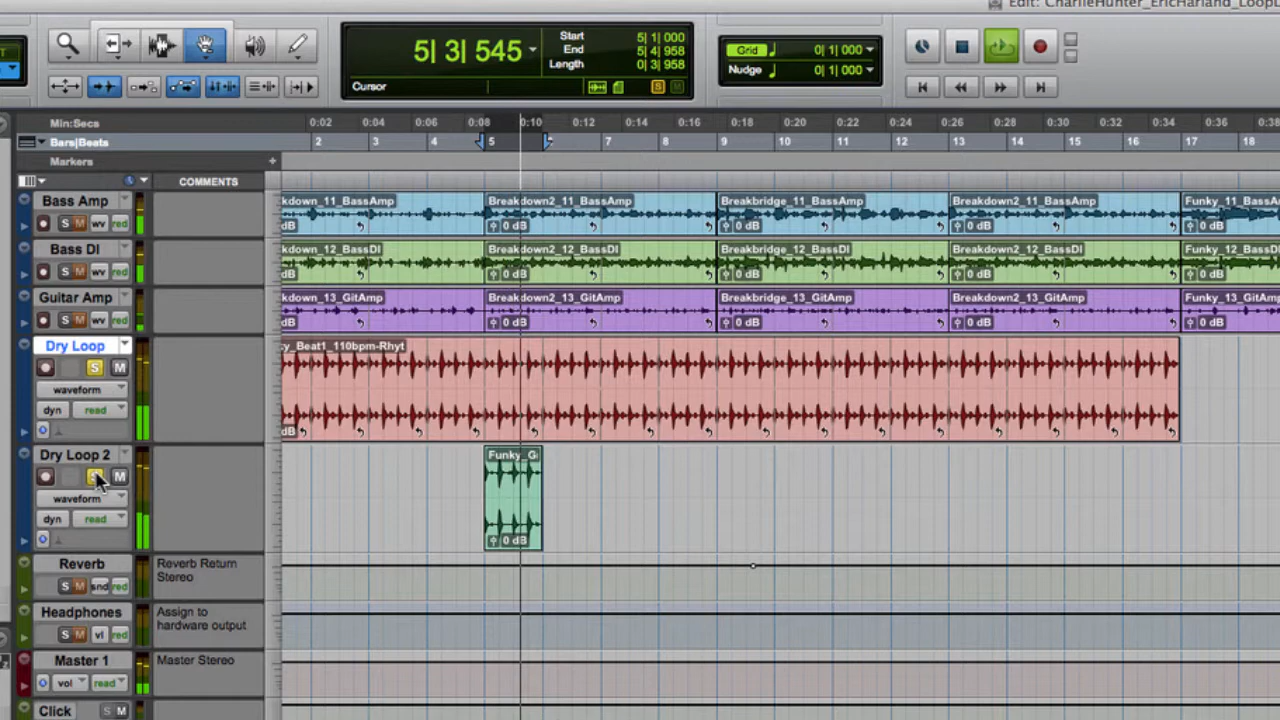 Edit: CharlieHunter_EricHarland_LoopL
5| 3| 545
Start 5| 1| 000
End 5| 4| 958
Length 0| 3| 958
Cursor
S
Grid 0| 1| 000
Nudge 0| 1| 000
Min:Secs 0:02 0:04 0:06 0:08 0:10 0:12 0:14 0:16 0:18 0:20 0:22 0:24 0:26 0:28 0:30 0:32 0:34 0:36 0:38
Bars|Beats 2 3 4 5 7 8 9 10 11 12 13 14 15 16 17 18
Markers +
COMMENTS
Bass Amp
S M wv red
kdown_11_BassAmp Breakdown2_11_BassAmp Breakbridge_11_BassAmp Breakdown2_11_BassAmp Funky_11_BassAmp
dB 0 dB 0 dB 0 dB 0 dB
Bass DI
S M wv red
kdown_12_BassDI Breakdown2_12_BassDI Breakbridge_12_BassDI Breakdown2_12_BassDI Funky_12_BassDI
dB 0 dB 0 dB 0 dB 0 dB
Guitar Amp
S M wv red
kdown_13_GitAmp Breakdown2_13_GitAmp Breakbridge_13_GitAmp Breakdown2_13_GitAmp Funky_13_GitAm
dB 0 dB 0 dB 0 dB 0 dB
Dry Loop
S M
waveform
dyn read
ky_Beat1_110bpm-Rhyt
dB
Dry Loop 2
S M
waveform
dyn read
Funky_G
0 dB
Reverb
S M snd red
Reverb Return
Stereo
Headphones
S M vl red
Assign to
hardware output
Master 1
vol read
Master Stereo
Click S M